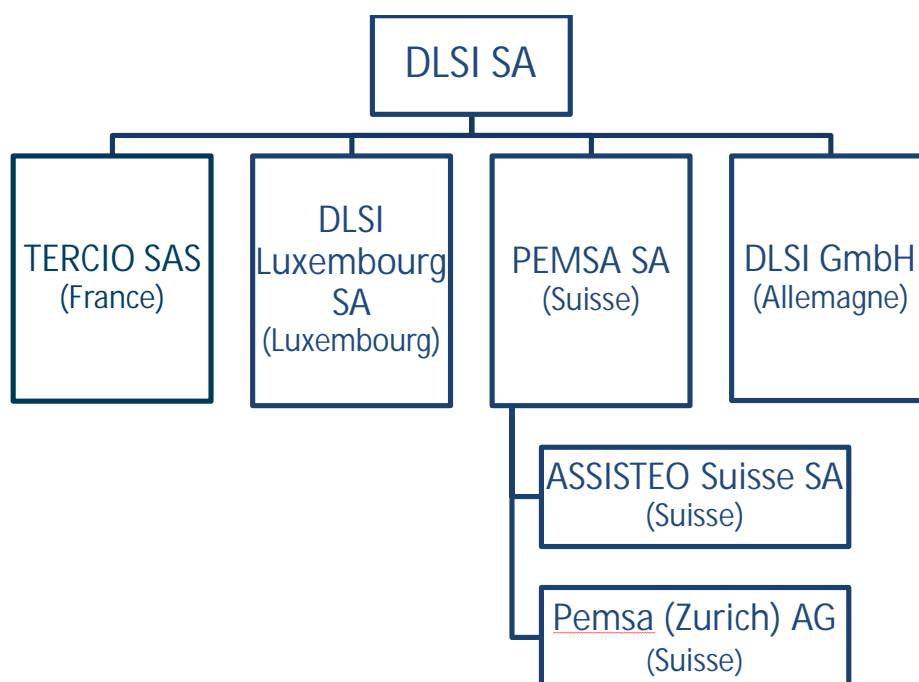 DLSI SA
TERCIO SAS
(France)
DLSI
Luxembourg
SA
(Luxembourg)
PEMSA SA
(Suisse)
DLSI GmbH
(Allemagne)
ASSISTEO Suisse SA
(Suisse)
Pemsa (Zurich) AG
(Suisse)